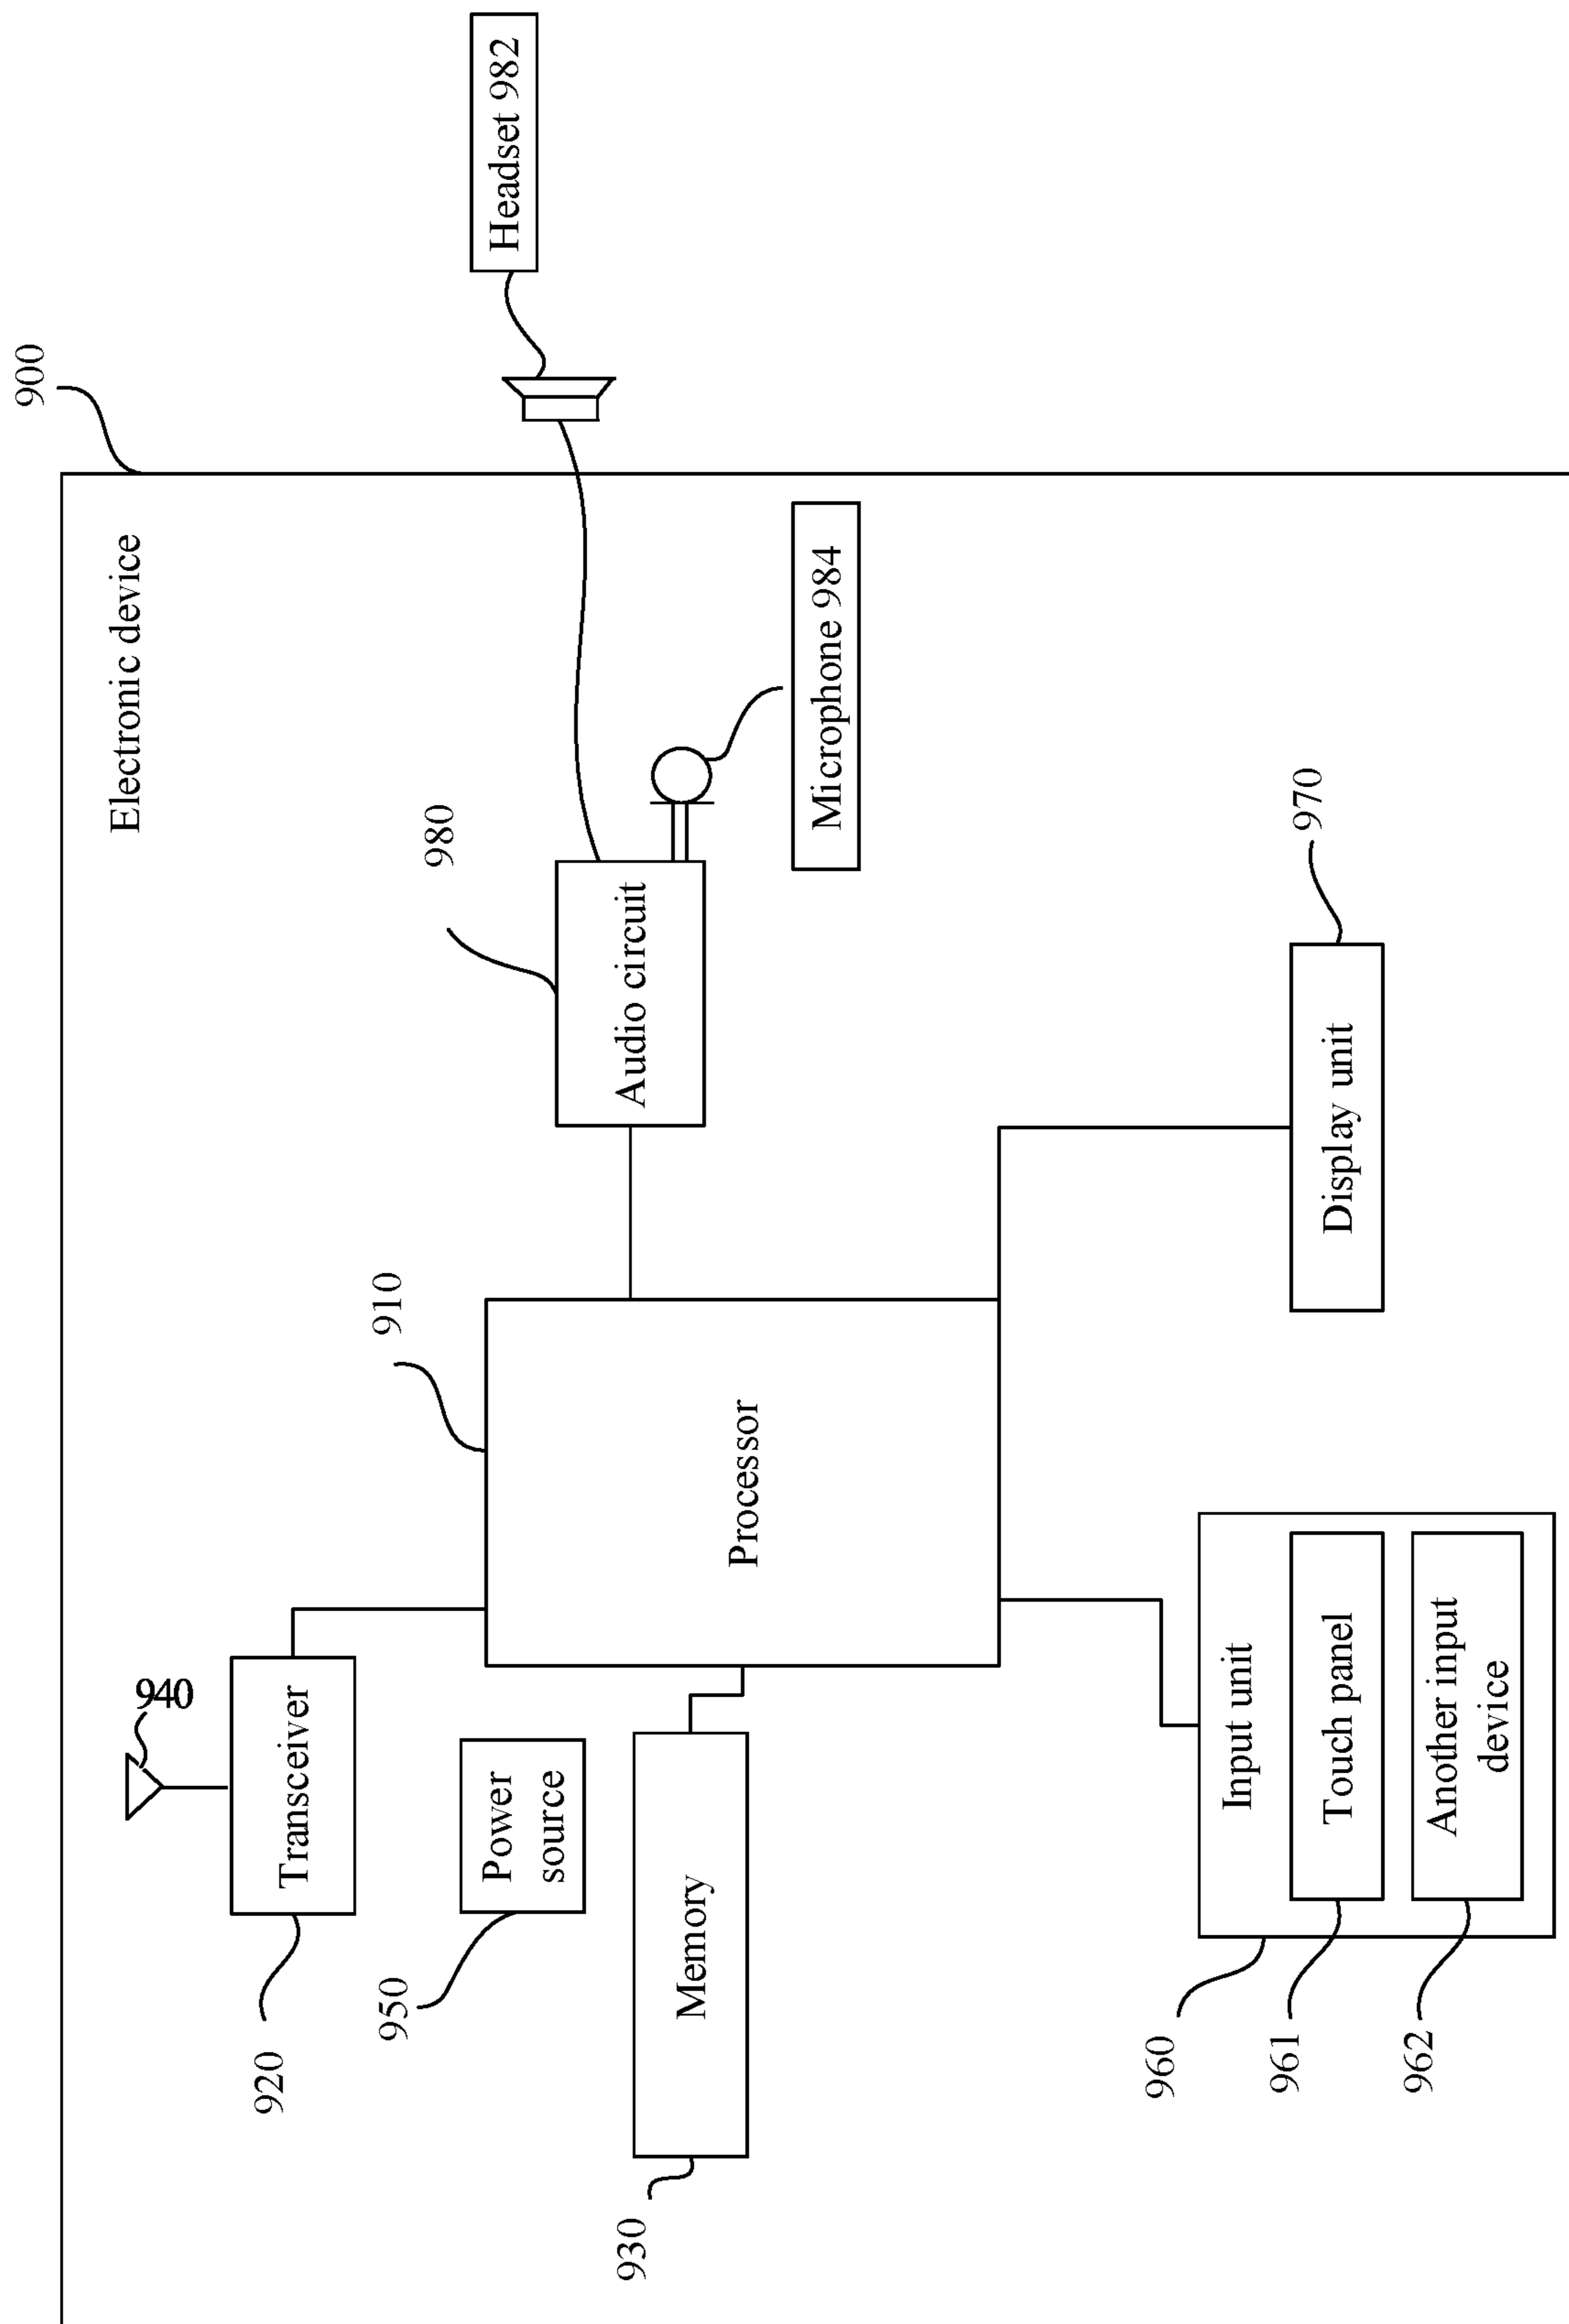 900
Electronic device
940
Transceiver
920
Power
source
950
Memory
930
910
Processor
980
Audio circuit
Headset 982
Microphone 984
960
Input unit
961
Touch panel
962
Another input
device
Display unit
970